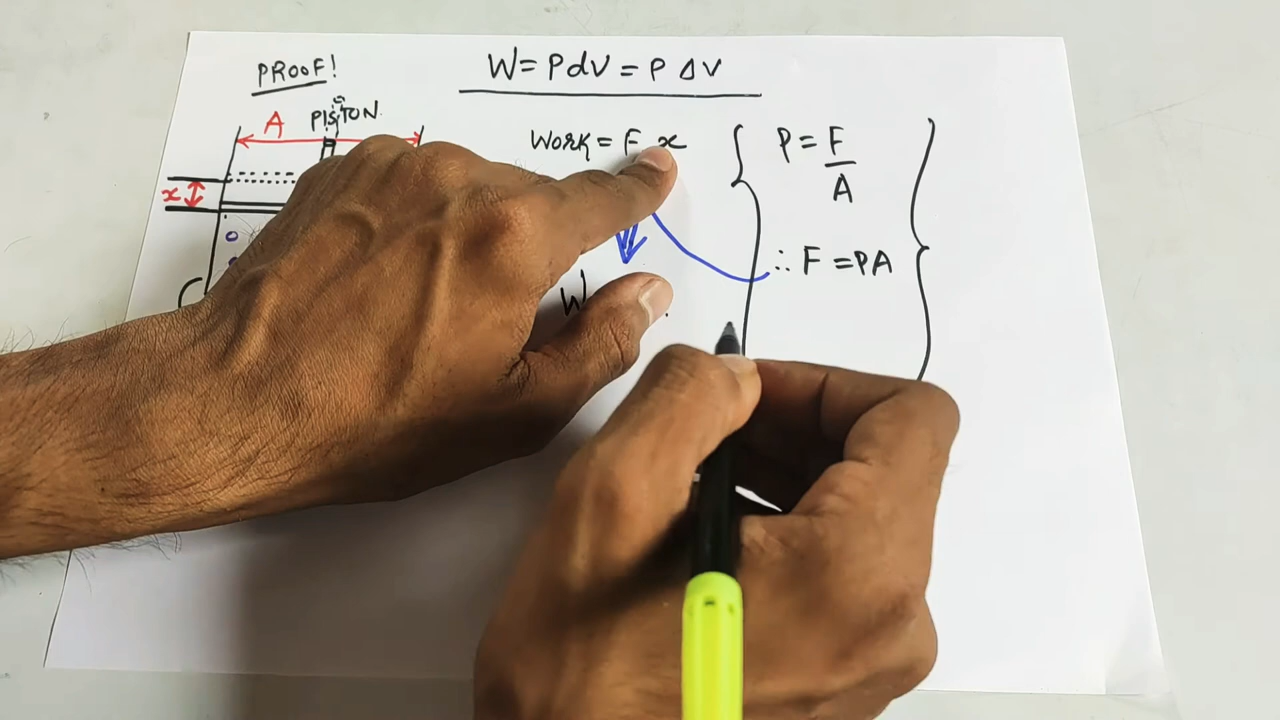 PROOF!
W = PdV = P ΔV
PISTON
A
x
Work = F x
P = F/A
∴ F = PA
W